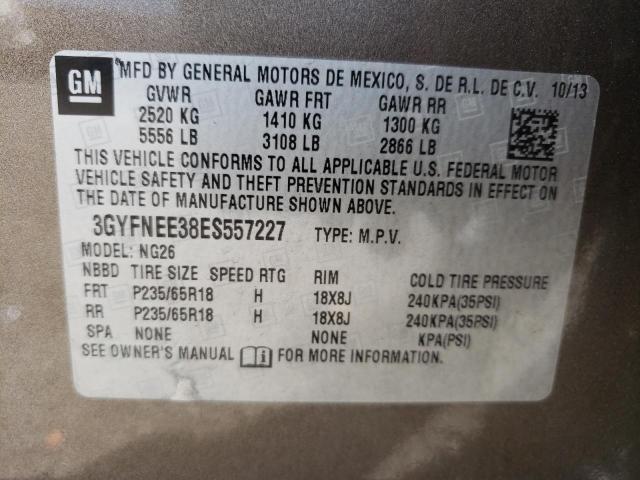 GM
MFD BY GENERAL MOTORS DE MEXICO, S. DE R.L. DE C.V. 10/13
GVWR GAWR FRT GAWR RR
2520 KG 1410 KG 1300 KG
5556 LB 3108 LB 2866 LB
THIS VEHICLE CONFORMS TO ALL APPLICABLE U.S. FEDERAL MOTOR
VEHICLE SAFETY AND THEFT PREVENTION STANDARDS IN EFFECT ON
THE DATE OF MANUFACTURE SHOWN ABOVE.
3GYFNEE38ES557227 TYPE: M.P.V.
MODEL: NG26
NBBD TIRE SIZE SPEED RTG RIM COLD TIRE PRESSURE
FRT P235/65R18 H 18X8J 240KPA(35PSI)
RR P235/65R18 H 18X8J 240KPA(35PSI)
SPA NONE NONE KPA(PSI)
SEE OWNER'S MANUAL FOR MORE INFORMATION.